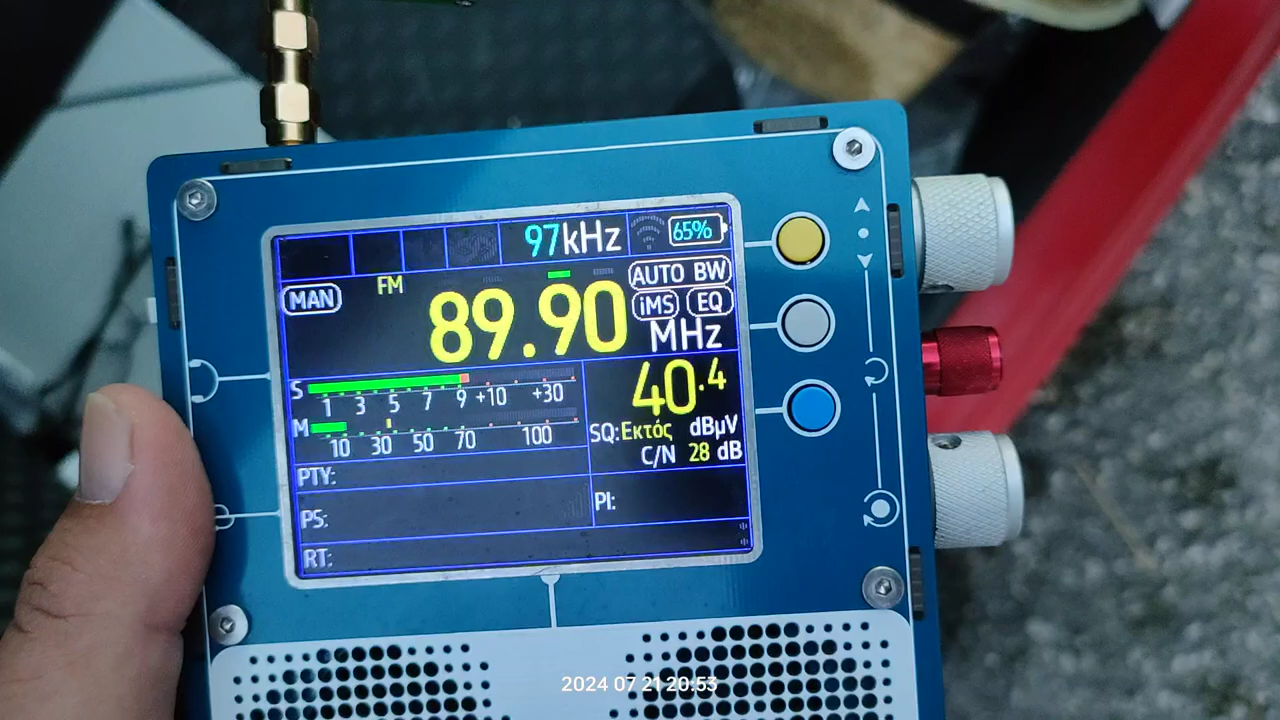 97kHz 65%
FM AUTO BW
MAN 89.90 iMS EQ
MHz
S 1 3 5 7 9 +10 +30 40.4
M 10 30 50 70 100 SQ:Εκτός dBμV
C/N 28 dB
PTY:
PS: PI:
RT:
2024 07 21 20:53